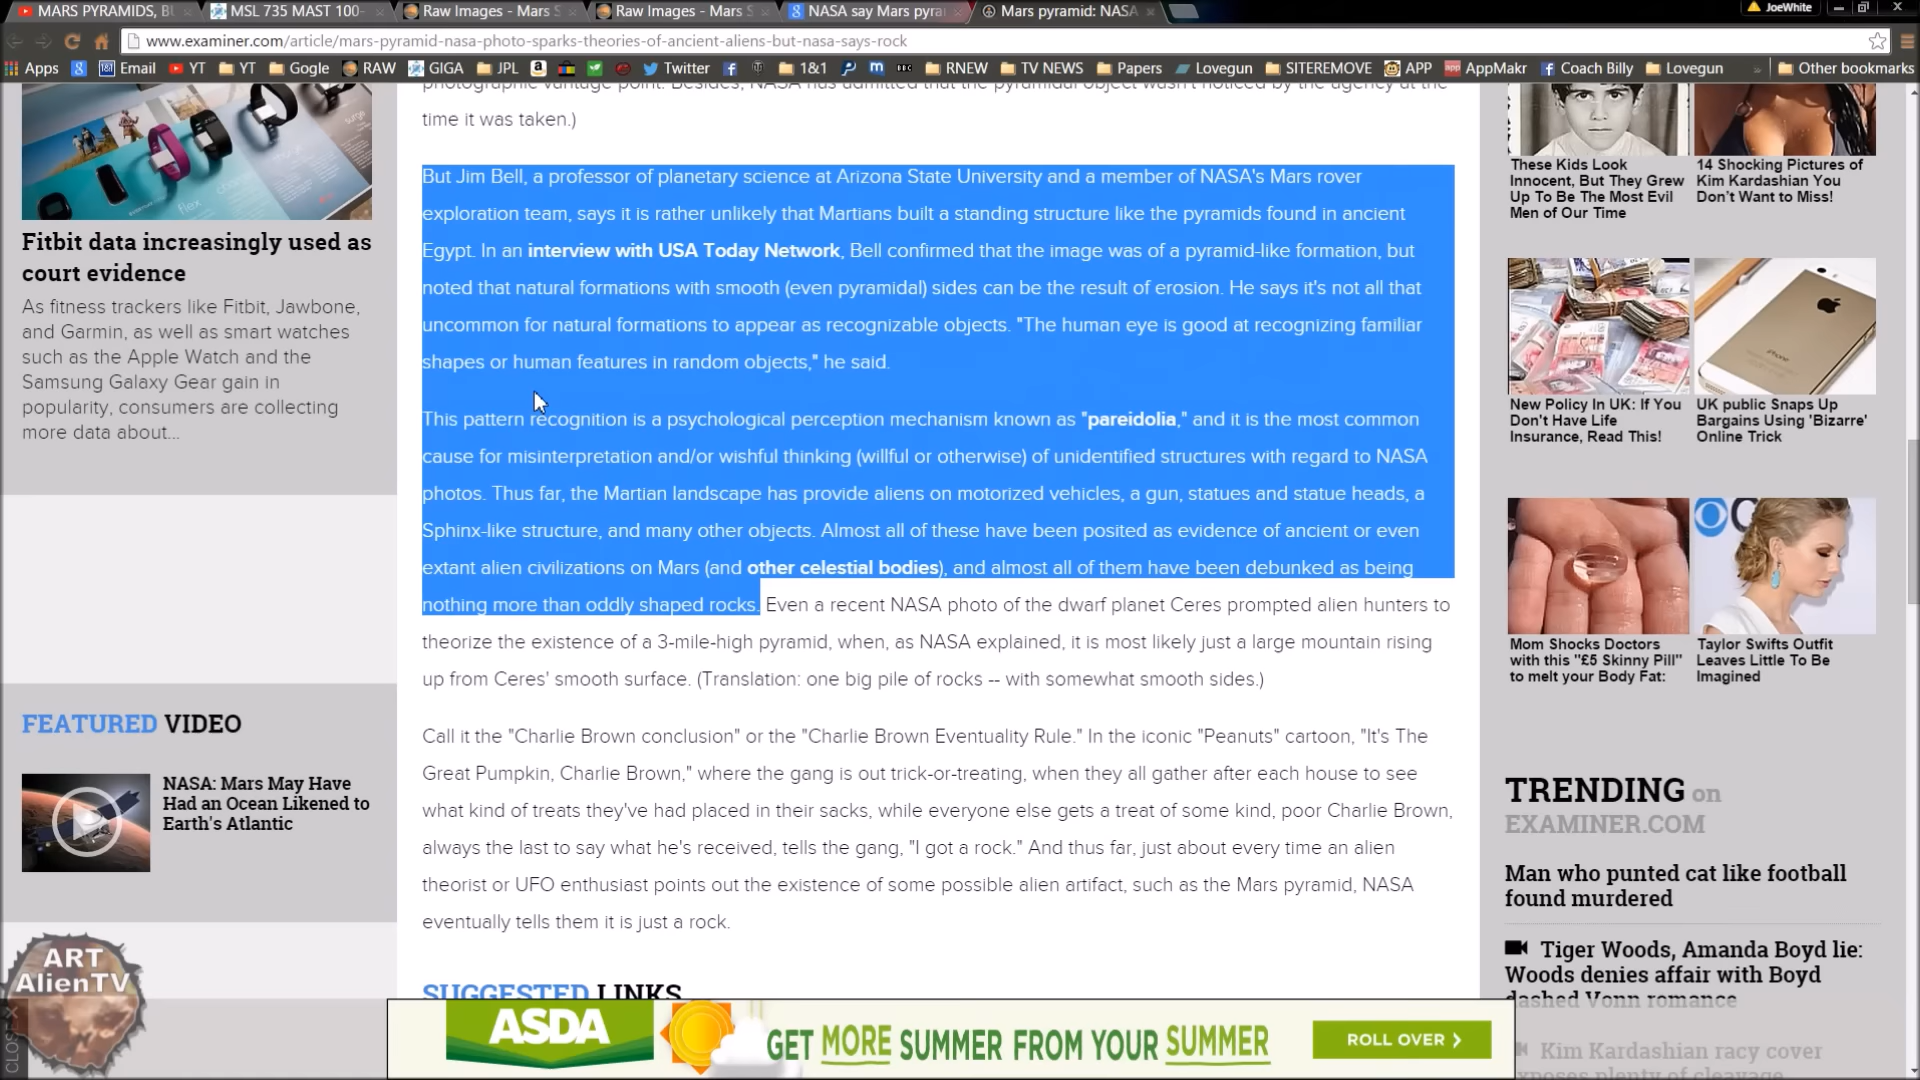 MARS PYRAMIDS, BU
MSL 735 MAST 100-
Raw Images - Mars S
Raw Images - Mars S
NASA say Mars pyra
Mars pyramid: NASA
JoeWhite
www.examiner.com/article/mars-pyramid-nasa-photo-sparks-theories-of-ancient-aliens-but-nasa-says-rock
Apps Email YT YT Gogle RAW GIGA JPL Twitter 1&1 RNEW TV NEWS Papers Lovegun SITEREMOVE APP AppMakr Coach Billy Lovegun » Other bookmarks
Fitbit data increasingly used as
court evidence
As fitness trackers like Fitbit, Jawbone,
and Garmin, as well as smart watches
such as the Apple Watch and the
Samsung Galaxy Gear gain in
popularity, consumers are collecting
more data about...
FEATURED VIDEO
NASA: Mars May Have
Had an Ocean Likened to
Earth's Atlantic
ART
AlienTV
CLOSE X
photographic vantage point. Besides, NASA has admitted that the pyramidal object wasn't noticed by the agency at the
time it was taken.)
But Jim Bell, a professor of planetary science at Arizona State University and a member of NASA's Mars rover
exploration team, says it is rather unlikely that Martians built a standing structure like the pyramids found in ancient
Egypt. In an interview with USA Today Network, Bell confirmed that the image was of a pyramid-like formation, but
noted that natural formations with smooth (even pyramidal) sides can be the result of erosion. He says it's not all that
uncommon for natural formations to appear as recognizable objects. "The human eye is good at recognizing familiar
shapes or human features in random objects," he said.
This pattern recognition is a psychological perception mechanism known as "pareidolia," and it is the most common
cause for misinterpretation and/or wishful thinking (willful or otherwise) of unidentified structures with regard to NASA
photos. Thus far, the Martian landscape has provide aliens on motorized vehicles, a gun, statues and statue heads, a
Sphinx-like structure, and many other objects. Almost all of these have been posited as evidence of ancient or even
extant alien civilizations on Mars (and other celestial bodies), and almost all of them have been debunked as being
nothing more than oddly shaped rocks. Even a recent NASA photo of the dwarf planet Ceres prompted alien hunters to
theorize the existence of a 3-mile-high pyramid, when, as NASA explained, it is most likely just a large mountain rising
up from Ceres' smooth surface. (Translation: one big pile of rocks -- with somewhat smooth sides.)
Call it the "Charlie Brown conclusion" or the "Charlie Brown Eventuality Rule." In the iconic "Peanuts" cartoon, "It's The
Great Pumpkin, Charlie Brown," where the gang is out trick-or-treating, when they all gather after each house to see
what kind of treats they've had placed in their sacks, while everyone else gets a treat of some kind, poor Charlie Brown,
always the last to say what he's received, tells the gang, "I got a rock." And thus far, just about every time an alien
theorist or UFO enthusiast points out the existence of some possible alien artifact, such as the Mars pyramid, NASA
eventually tells them it is just a rock.
SUGGESTED LINKS
ASDA
GET MORE SUMMER FROM YOUR SUMMER
ROLL OVER >
These Kids Look
Innocent, But They Grew
Up To Be The Most Evil
Men of Our Time
14 Shocking Pictures of
Kim Kardashian You
Don't Want to Miss!
New Policy In UK: If You
Don't Have Life
Insurance, Read This!
UK public Snaps Up
Bargains Using 'Bizarre'
Online Trick
Mom Shocks Doctors
with this "£5 Skinny Pill"
to melt your Body Fat:
Taylor Swifts Outfit
Leaves Little To Be
Imagined
TRENDING on
EXAMINER.COM
Man who punted cat like football
found murdered
Tiger Woods, Amanda Boyd lie:
Woods denies affair with Boyd
dashed Vonn romance
Kim Kardashian racy cover
exposes plenty of cleavage